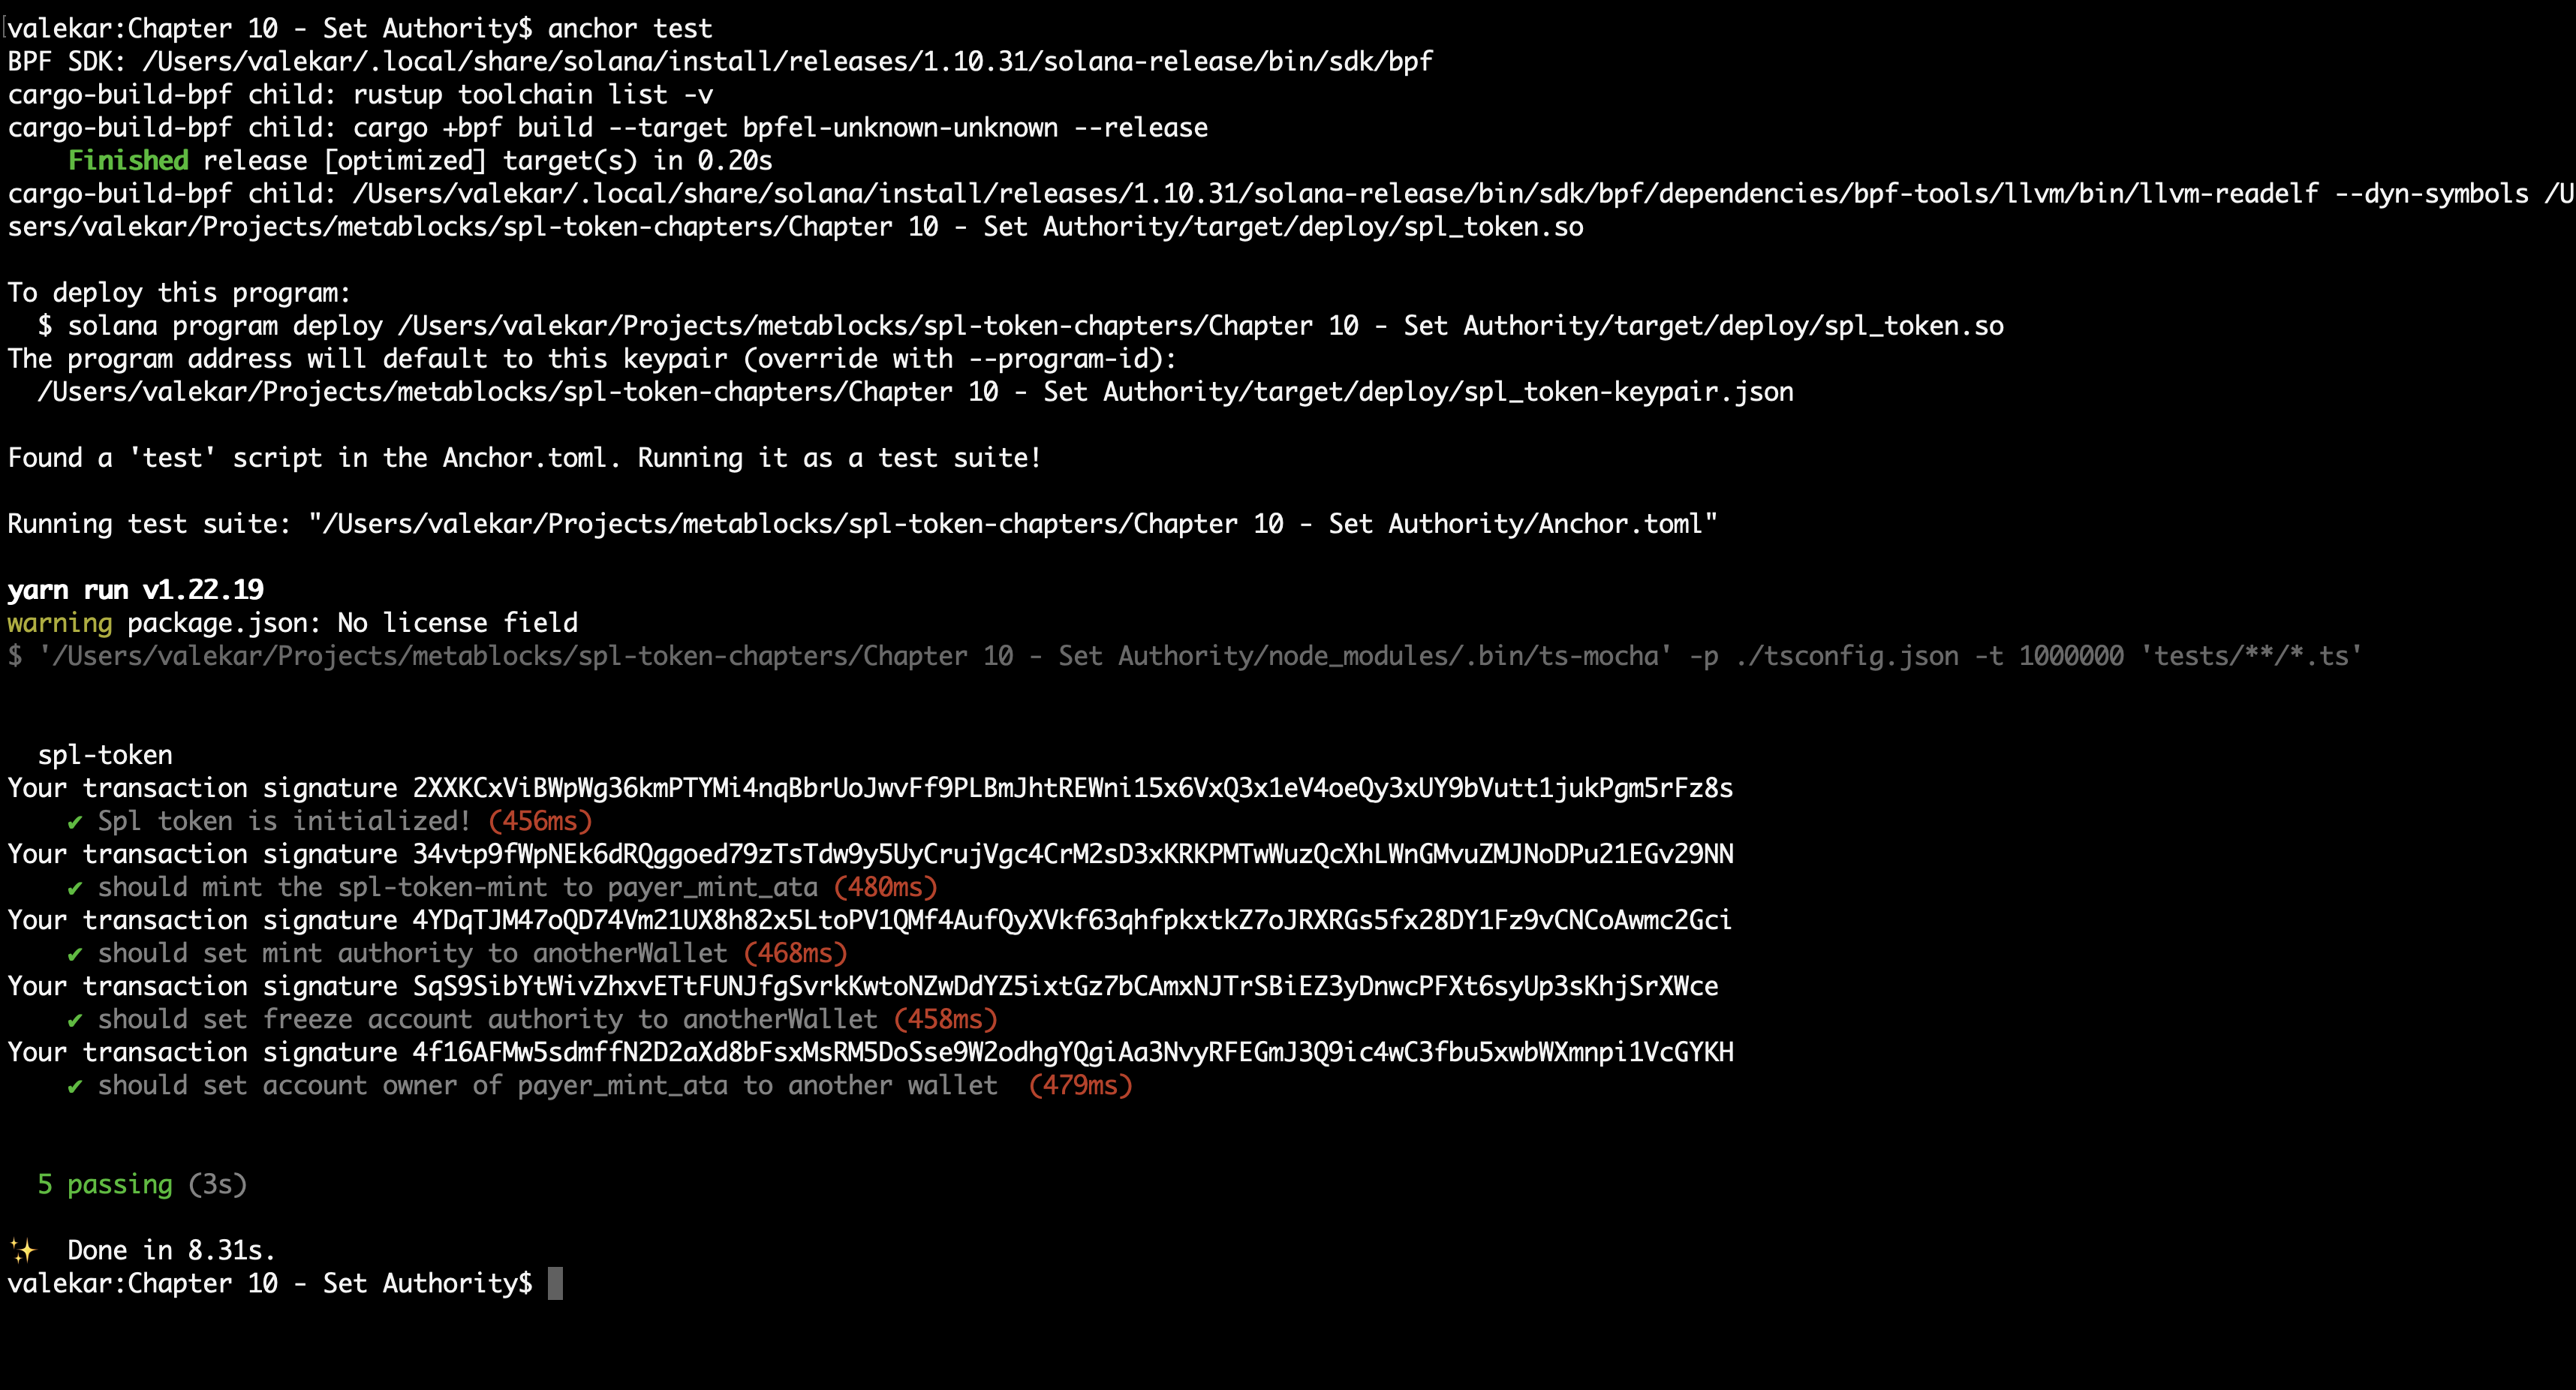 valekar:Chapter 10 - Set Authority$ anchor test
BPF SDK: /Users/valekar/.local/share/solana/install/releases/1.10.31/solana-release/bin/sdk/bpf
cargo-build-bpf child: rustup toolchain list -v
cargo-build-bpf child: cargo +bpf build --target bpfel-unknown-unknown --release
    Finished release [optimized] target(s) in 0.20s
cargo-build-bpf child: /Users/valekar/.local/share/solana/install/releases/1.10.31/solana-release/bin/sdk/bpf/dependencies/bpf-tools/llvm/bin/llvm-readelf --dyn-symbols /U
sers/valekar/Projects/metablocks/spl-token-chapters/Chapter 10 - Set Authority/target/deploy/spl_token.so
To deploy this program:
  $ solana program deploy /Users/valekar/Projects/metablocks/spl-token-chapters/Chapter 10 - Set Authority/target/deploy/spl_token.so
The program address will default to this keypair (override with --program-id):
  /Users/valekar/Projects/metablocks/spl-token-chapters/Chapter 10 - Set Authority/target/deploy/spl_token-keypair.json
Found a 'test' script in the Anchor.toml. Running it as a test suite!
Running test suite: "/Users/valekar/Projects/metablocks/spl-token-chapters/Chapter 10 - Set Authority/Anchor.toml"
yarn run v1.22.19
warning package.json: No license field
$ '/Users/valekar/Projects/metablocks/spl-token-chapters/Chapter 10 - Set Authority/node_modules/.bin/ts-mocha' -p ./tsconfig.json -t 1000000 'tests/**/*.ts'
  spl-token
Your transaction signature 2XXKCxViBWpWg36kmPTYMi4nqBbrUoJwvFf9PLBmJhtREWni15x6VxQ3x1eV4oeQy3xUY9bVutt1jukPgm5rFz8s
    ✔ Spl token is initialized! (456ms)
Your transaction signature 34vtp9fWpNEk6dRQggoed79zTsTdw9y5UyCrujVgc4CrM2sD3xKRKPMTwWuzQcXhLWnGMvuZMJNoDPu21EGv29NN
    ✔ should mint the spl-token-mint to payer_mint_ata (480ms)
Your transaction signature 4YDqTJM47oQD74Vm21UX8h82x5LtoPV1QMf4AufQyXVkf63qhfpkxtkZ7oJRXRGs5fx28DY1Fz9vCNCoAwmc2Gci
    ✔ should set mint authority to anotherWallet (468ms)
Your transaction signature SqS9SibYtWivZhxvETtFUNJfgSvrkKwtoNZwDdYZ5ixtGz7bCAmxNJTrSBiEZ3yDnwcPFXt6syUp3sKhjSrXWce
    ✔ should set freeze account authority to anotherWallet (458ms)
Your transaction signature 4f16AFMw5sdmffN2D2aXd8bFsxMsRM5DoSse9W2odhgYQgiAa3NvyRFEGmJ3Q9ic4wC3fbu5xwbWXmnpi1VcGYKH
    ✔ should set account owner of payer_mint_ata to another wallet  (479ms)
  5 passing (3s)
✨  Done in 8.31s.
valekar:Chapter 10 - Set Authority$